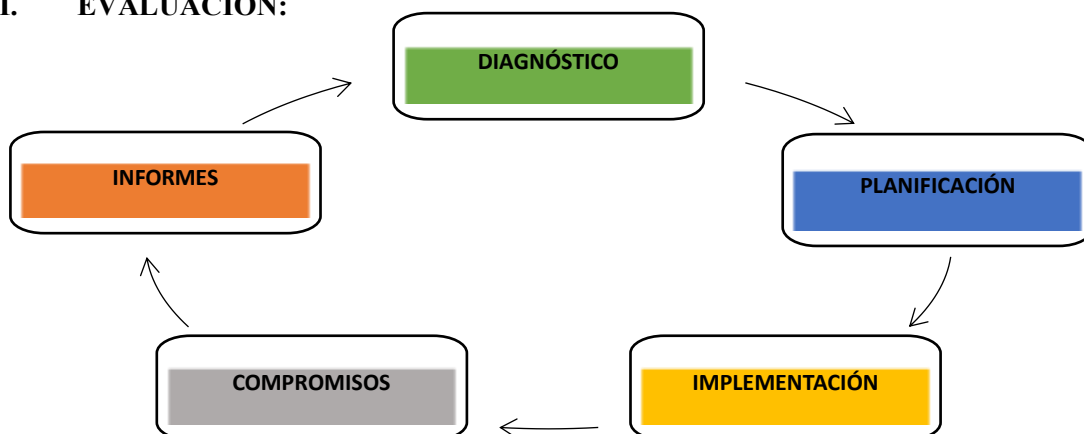 I. EVALUACIÓN:
DIAGNÓSTICO
PLANIFICACIÓN
IMPLEMENTACIÓN
COMPROMISOS
INFORMES